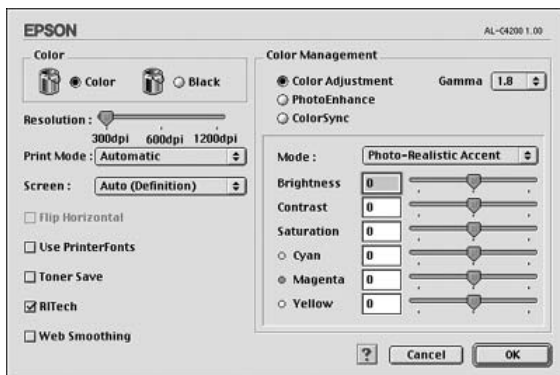 EPSON
AL-C4200 1.00
Color
Color
Black
Resolution :
300dpi 600dpi 1200dpi
Print Mode : Automatic
Screen : Auto (Definition)
Flip Horizontal
Use PrinterFonts
Toner Save
RITech
Web Smoothing
Color Management
Color Adjustment
Gamma 1.8
PhotoEnhance
ColorSync
Mode : Photo-Realistic Accent
Brightness 0
Contrast 0
Saturation 0
Cyan 0
Magenta 0
Yellow 0
? Cancel OK